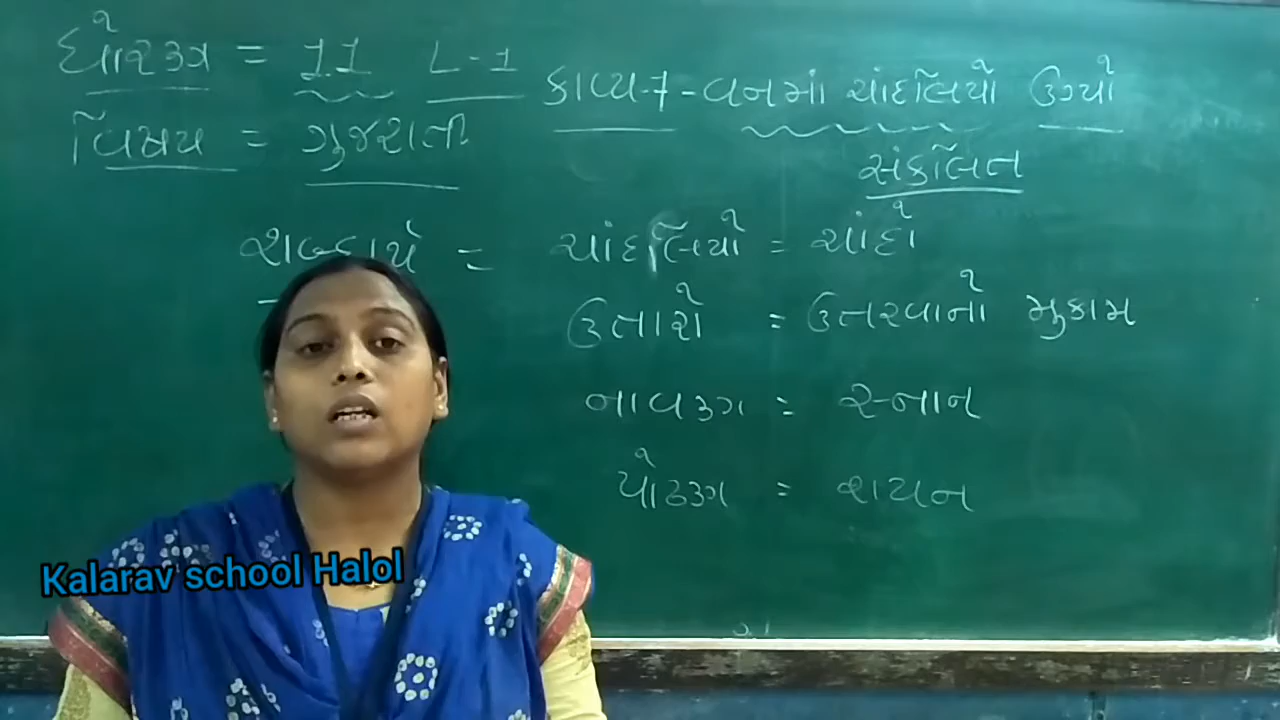 ધોરણ = 11 L-1
કાવ્ય-7-વનમાં ચાંદલિયો ઉગ્યો
વિષય = ગુજરાતી
સંકલિત
શબ્દાર્થ = ચાંદલિયો = ચાંદો
ઉતારો = ઉતરવાનો મુકામ
નાવણ = સ્નાન
પોઢણ = શયન
Kalarav school Halol